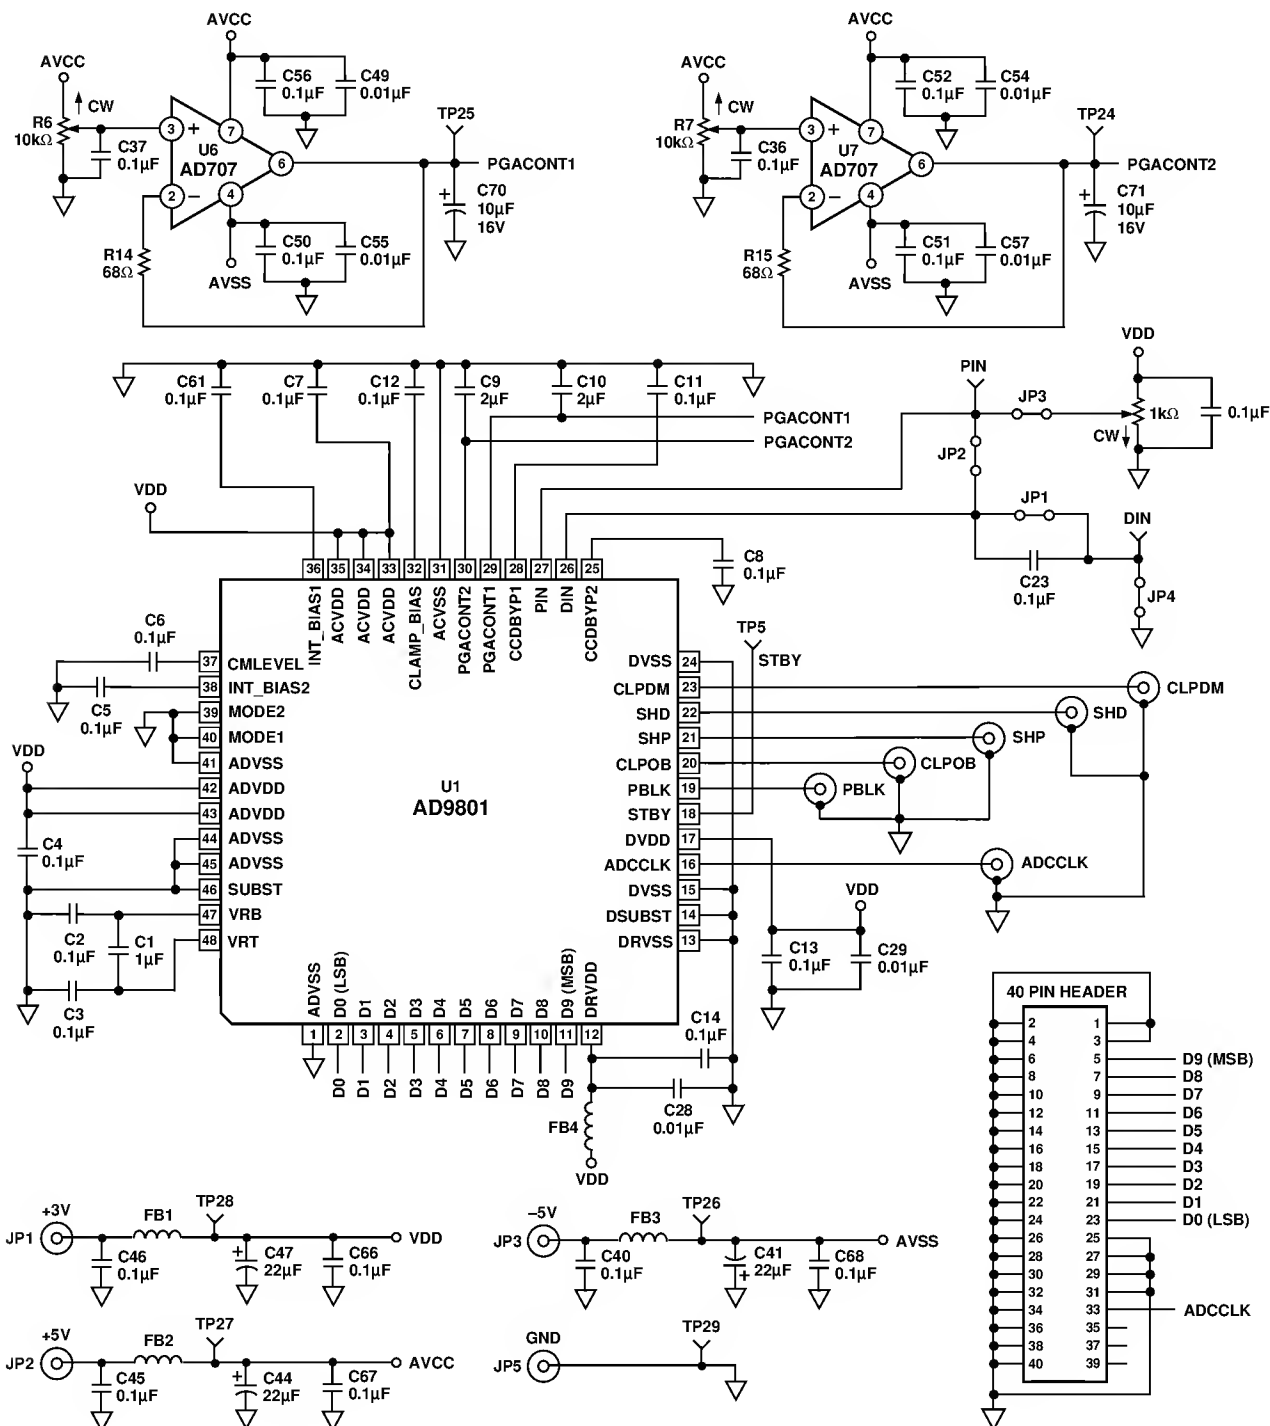 AVCC
AVCC
CW
R6
10kΩ
C37
0.1µF
3
+
U6
AD707
7
6
2
–
4
C56
0.1µF
C49
0.01µF
TP25
PGACONT1
C70
+
10µF
16V
R14
68Ω
AVSS
C50
0.1µF
C55
0.01µF
AVCC
AVCC
CW
R7
10kΩ
C36
0.1µF
3
+
U7
AD707
7
6
2
–
4
C52
0.1µF
C54
0.01µF
TP24
PGACONT2
C71
+
10µF
16V
R15
68Ω
AVSS
C51
0.1µF
C57
0.01µF
C61
0.1µF
C7
0.1µF
C12
0.1µF
C9
2µF
C10
2µF
C11
0.1µF
PGACONT1
PGACONT2
VDD
PIN
JP3
VDD
1kΩ
0.1µF
CW
JP2
JP1
DIN
C23
0.1µF
JP4
C8
0.1µF
36 35 34 33 32 31 30 29 28 27 26 25
INT_BIAS1
ACVDD
ACVDD
ACVDD
CLAMP_BIAS
ACVSS
PGACONT2
PGACONT1
CCDBYP1
PIN
DIN
CCDBYP2
C6
0.1µF
C5
0.1µF
VDD
C4
0.1µF
C2
0.1µF
C1
1µF
C3
0.1µF
37 CMLEVEL
38 INT_BIAS2
39 MODE2
40 MODE1
41 ADVSS
42 ADVDD
43 ADVDD
44 ADVSS
45 ADVSS
46 SUBST
47 VRB
48 VRT
U1
AD9801
DVSS 24
CLPDM 23
SHD 22
SHP 21
CLPOB 20
PBLK 19
STBY 18
DVDD 17
ADCCLK 16
DVSS 15
DSUBST 14
DRVSS 13
TP5
STBY
CLPDM
SHD
SHP
CLPOB
PBLK
ADCCLK
VDD
C13
0.1µF
C29
0.01µF
ADVSS
D0 (LSB)
D1
D2
D3
D4
D5
D6
D7
D8
D9 (MSB)
DRVDD
1 2 3 4 5 6 7 8 9 10 11 12
D0
D1
D2
D3
D4
D5
D6
D7
D8
D9
C14
0.1µF
C28
0.01µF
FB4
VDD
40 PIN HEADER
2 1
4 3
6 5 D9 (MSB)
8 7 D8
10 9 D7
12 11 D6
14 13 D5
16 15 D4
18 17 D3
20 19 D2
22 21 D1
24 23 D0 (LSB)
26 25
28 27
30 29
32 31
34 33 ADCCLK
36 35
38 37
40 39
+3V
JP1
FB1
TP28
VDD
C46
0.1µF
+
C47
22µF
C66
0.1µF
–5V
JP3
FB3
TP26
AVSS
C40
0.1µF
C41
22µF
+
C68
0.1µF
+5V
JP2
FB2
TP27
AVCC
C45
0.1µF
+
C44
22µF
C67
0.1µF
GND
JP5
TP29